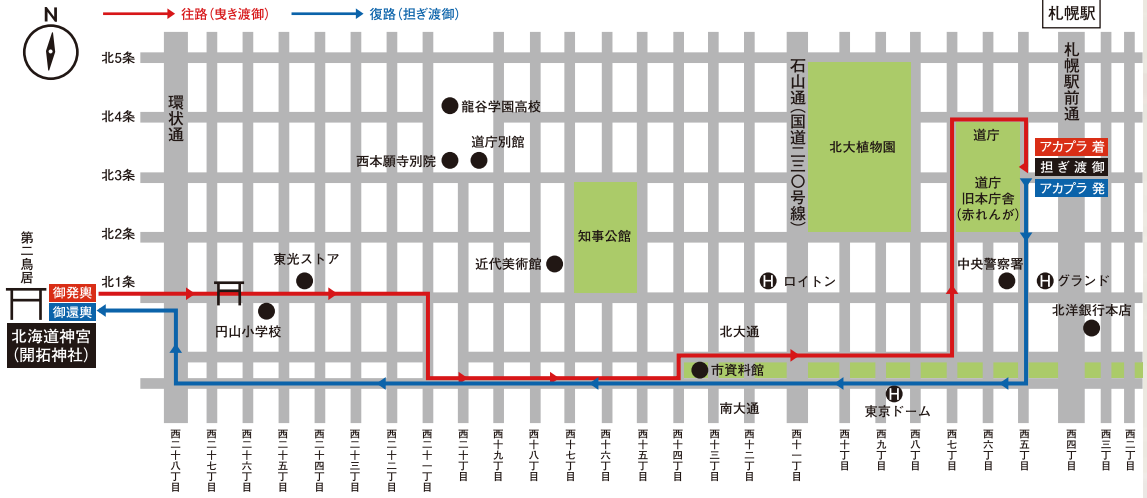 N
往路（曳き渡御）
復路（担ぎ渡御）
札幌駅
北5条
北4条
北3条
北2条
北1条
環状通
龍谷学園高校
道庁別館
西本願寺別院
知事公館
石山通（国道二三〇号線）
北大植物園
道庁
道庁
旧本庁舎
（赤れんが）
札幌駅前通
アカプラ 着
担ぎ渡御
アカプラ 発
第二鳥居
御発輿
御還輿
北海道神宮
（開拓神社）
東光ストア
円山小学校
近代美術館
H ロイトン
中央警察署
H グランド
北洋銀行本店
北大通
市資料館
南大通
H
東京ドーム
西二十八丁目
西二十七丁目
西二十六丁目
西二十五丁目
西二十四丁目
西二十三丁目
西二十二丁目
西二十一丁目
西二十丁目
西十九丁目
西十八丁目
西十七丁目
西十六丁目
西十五丁目
西十四丁目
西十三丁目
西十二丁目
西十一丁目
西十丁目
西九丁目
西八丁目
西七丁目
西六丁目
西五丁目
西四丁目
西三丁目
西二丁目